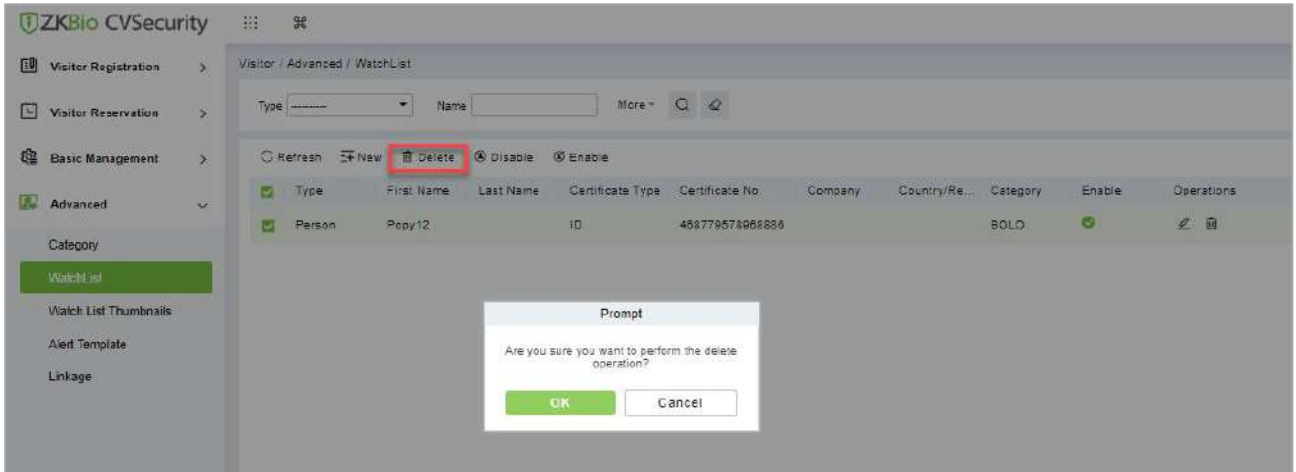 ZKBio CVSecurity
Visitor Registration
Visitor / Advanced / WatchList
Type ---------- Name More
Visitor Reservation
Basic Management
Refresh New Delete Disable Enable
Type First Name Last Name Certificate Type Certificate No. Company Country/Re... Category Enable Operations
Advanced
Person Popy12 ID BOLO
Category
WatchList
Watch List Thumbnails
Alert Template
Linkage
Prompt
Are you sure you want to perform the delete
operation?
OK Cancel